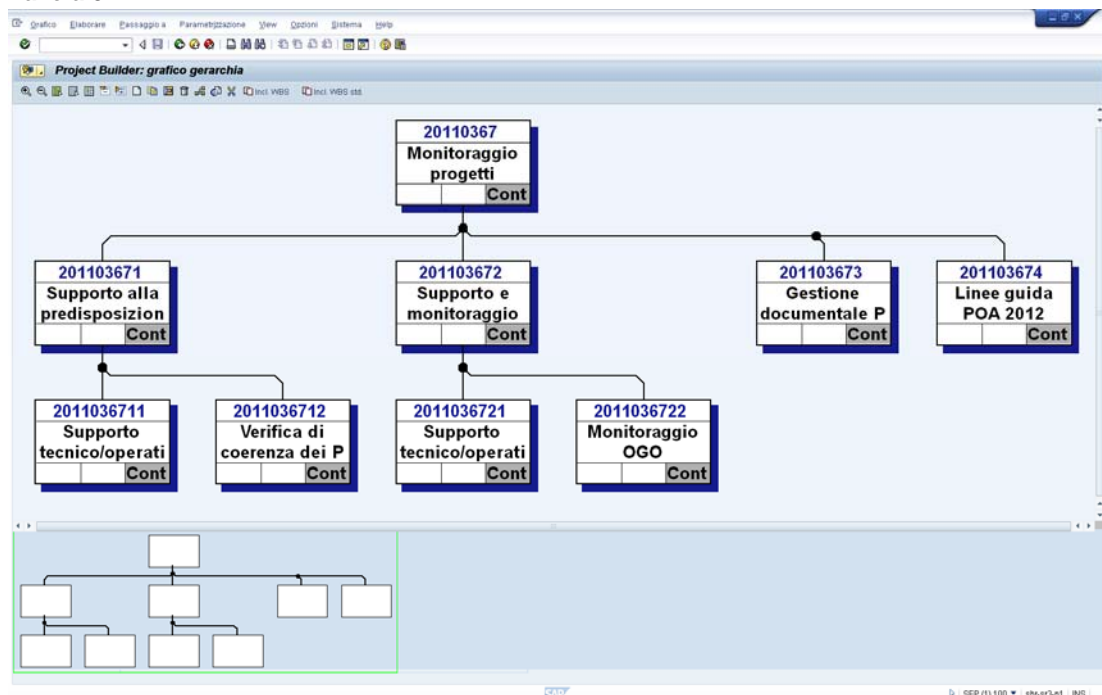 Grafico Elaborare Passaggio a Parametrizzazione View Opzioni Sistema Help
Project Builder: grafico gerarchia
Incl. WBS Incl. WBS std.
20110367
Monitoraggio
progetti
Cont
201103671 201103672 201103673 201103674
Supporto alla Supporto e Gestione Linee guida
predisposizion monitoraggio documentale P POA 2012
Cont Cont Cont Cont
2011036711 2011036712 2011036721 2011036722
Supporto Verifica di Supporto Monitoraggio
tecnico/operati coerenza dei P tecnico/operati OGO
Cont Cont Cont Cont
SAP
INS